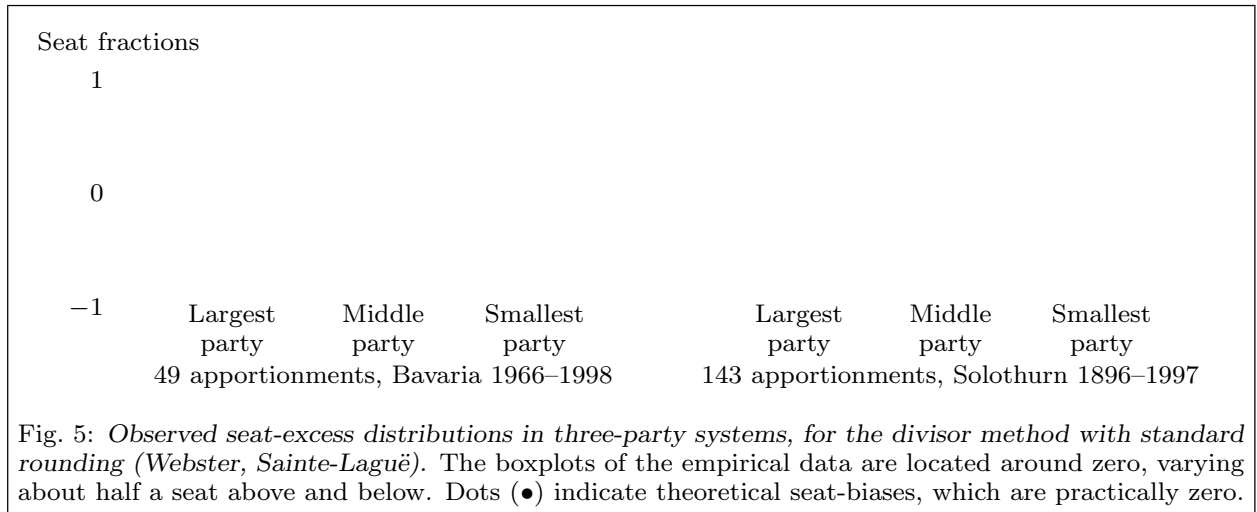 Seat fractions
1
0
−1
Largest Middle Smallest Largest Middle Smallest
party party party party party party
49 apportionments, Bavaria 1966–1998 143 apportionments, Solothurn 1896–1997
Fig. 5: Observed seat-excess distributions in three-party systems, for the divisor method with standard
rounding (Webster, Sainte-Laguë). The boxplots of the empirical data are located around zero, varying
about half a seat above and below. Dots (•) indicate theoretical seat-biases, which are practically zero.